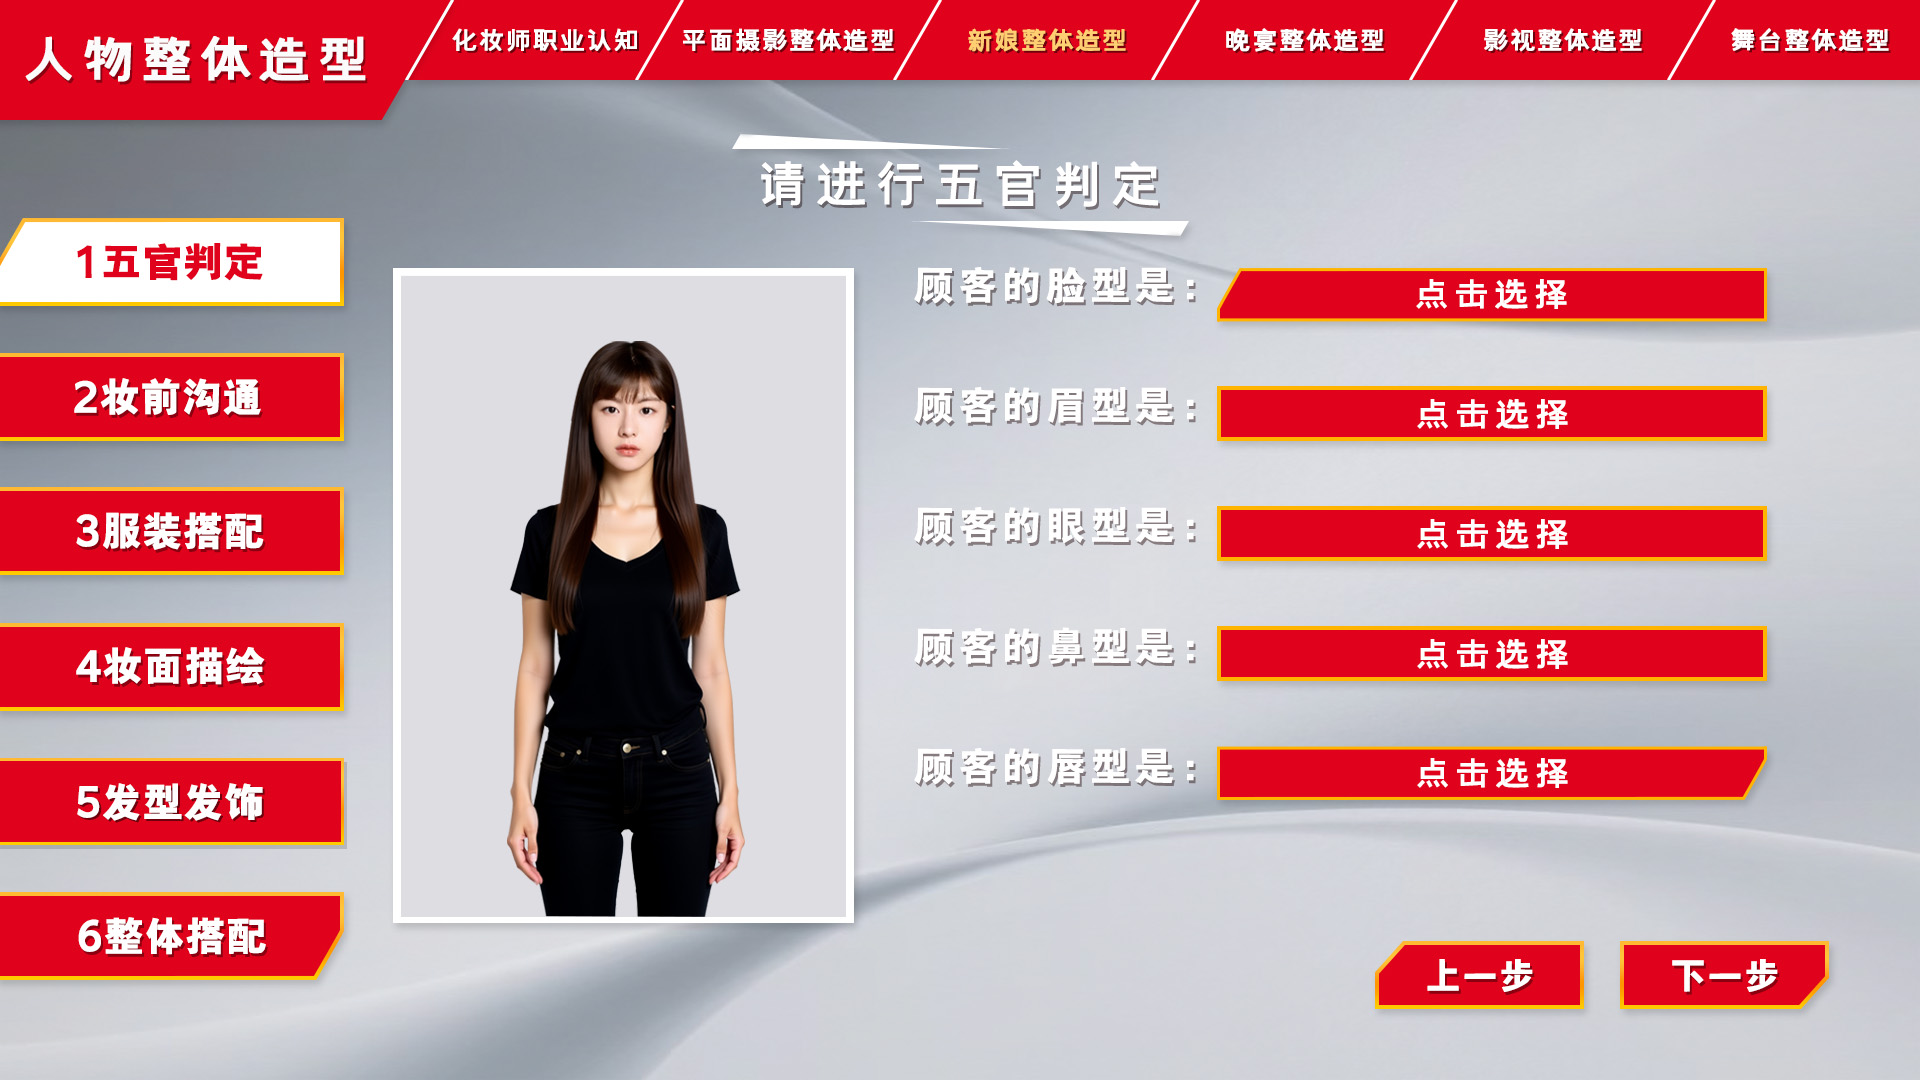 人物整体造型
化妆师职业认知
平面摄影整体造型
新娘整体造型
晚宴整体造型
影视整体造型
舞台整体造型
请进行五官判定
1五官判定
2妆前沟通
3服装搭配
4妆面描绘
5发型发饰
6整体搭配
顾客的脸型是：
点击选择
顾客的眉型是：
点击选择
顾客的眼型是：
点击选择
顾客的鼻型是：
点击选择
顾客的唇型是：
点击选择
上一步
下一步